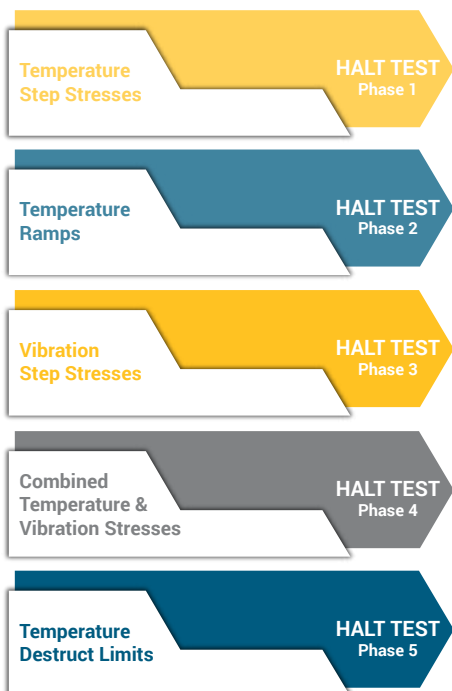 Temperature
Step Stresses
HALT TEST
Phase 1
Temperature
Ramps
HALT TEST
Phase 2
Vibration
Step Stresses
HALT TEST
Phase 3
Combined
Temperature &
Vibration Stresses
HALT TEST
Phase 4
Temperature
Destruct Limits
HALT TEST
Phase 5